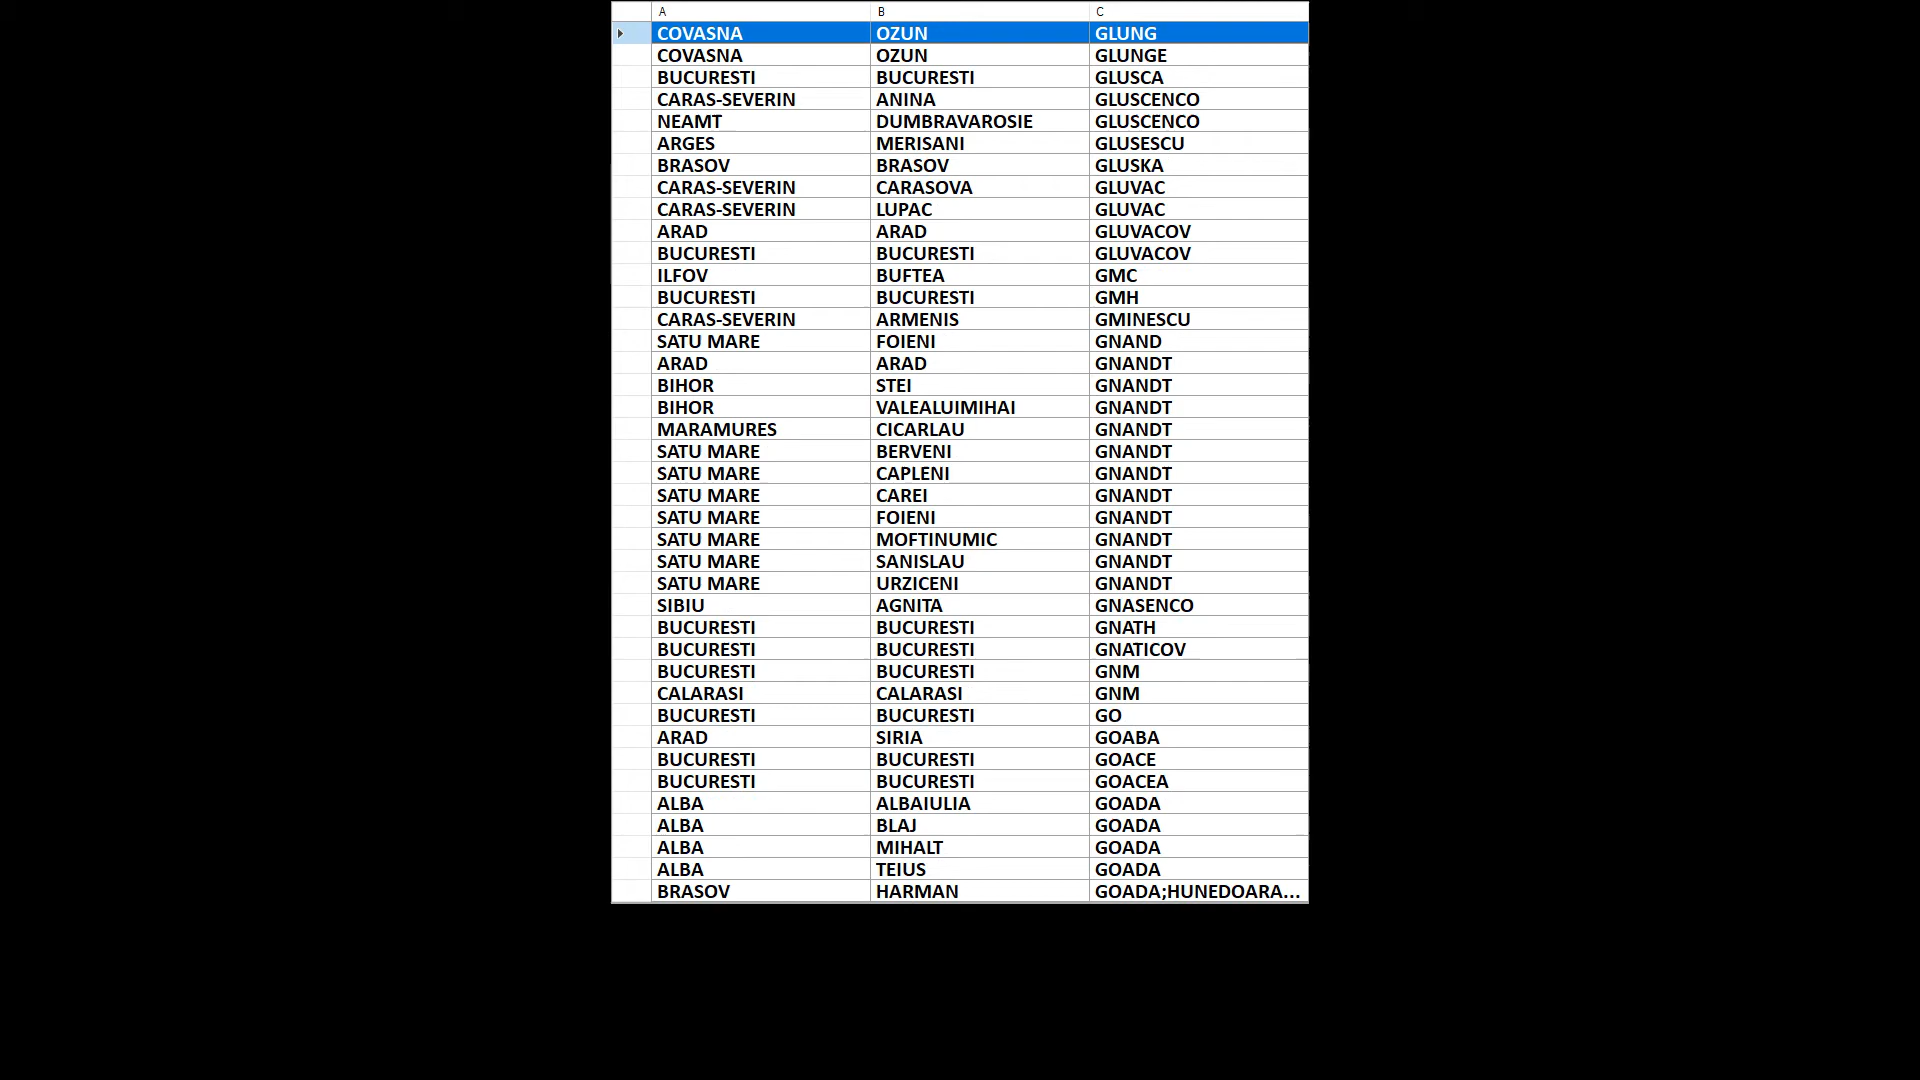 A B C
COVASNA OZUN GLUNG
COVASNA OZUN GLUNGE
BUCURESTI BUCURESTI GLUSCA
CARAS-SEVERIN ANINA GLUSCENCO
NEAMT DUMBRAVAROSIE GLUSCENCO
ARGES MERISANI GLUSESCU
BRASOV BRASOV GLUSKA
CARAS-SEVERIN CARASOVA GLUVAC
CARAS-SEVERIN LUPAC GLUVAC
ARAD ARAD GLUVACOV
BUCURESTI BUCURESTI GLUVACOV
ILFOV BUFTEA GMC
BUCURESTI BUCURESTI GMH
CARAS-SEVERIN ARMENIS GMINESCU
SATU MARE FOIENI GNAND
ARAD ARAD GNANDT
BIHOR STEI GNANDT
BIHOR VALEALUIMIHAI GNANDT
MARAMURES CICARLAU GNANDT
SATU MARE BERVENI GNANDT
SATU MARE CAPLENI GNANDT
SATU MARE CAREI GNANDT
SATU MARE FOIENI GNANDT
SATU MARE MOFTINUMIC GNANDT
SATU MARE SANISLAU GNANDT
SATU MARE URZICENI GNANDT
SIBIU AGNITA GNASENCO
BUCURESTI BUCURESTI GNATH
BUCURESTI BUCURESTI GNATICOV
BUCURESTI BUCURESTI GNM
CALARASI CALARASI GNM
BUCURESTI BUCURESTI GO
ARAD SIRIA GOABA
BUCURESTI BUCURESTI GOACE
BUCURESTI BUCURESTI GOACEA
ALBA ALBAIULIA GOADA
ALBA BLAJ GOADA
ALBA MIHALT GOADA
ALBA TEIUS GOADA
BRASOV HARMAN GOADA;HUNEDOARA...